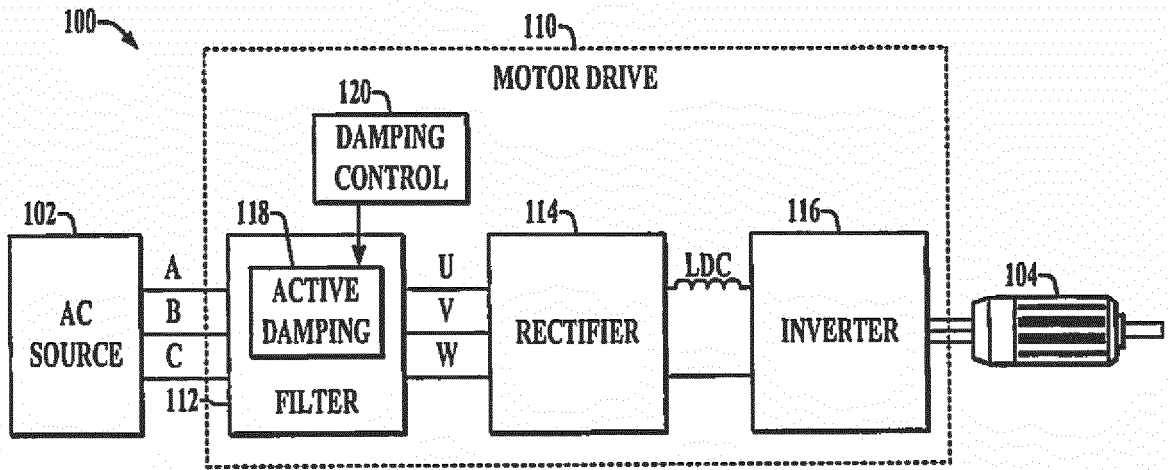 100
110
MOTOR DRIVE
120
DAMPING
CONTROL
102
118
114
116
A
B
C
U
V
W
LDC
104
AC
SOURCE
ACTIVE
DAMPING
RECTIFIER
INVERTER
112
FILTER